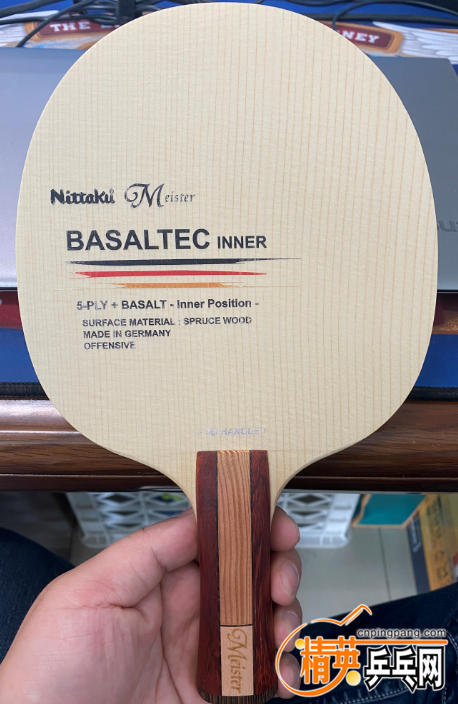 Nittaku Meister
BASALTEC INNER
5-PLY + BASALT - Inner Position -
SURFACE MATERIAL : SPRUCE WOOD
MADE IN GERMANY
OFFENSIVE
Meister
cnpingpang.com
精英乒乓网